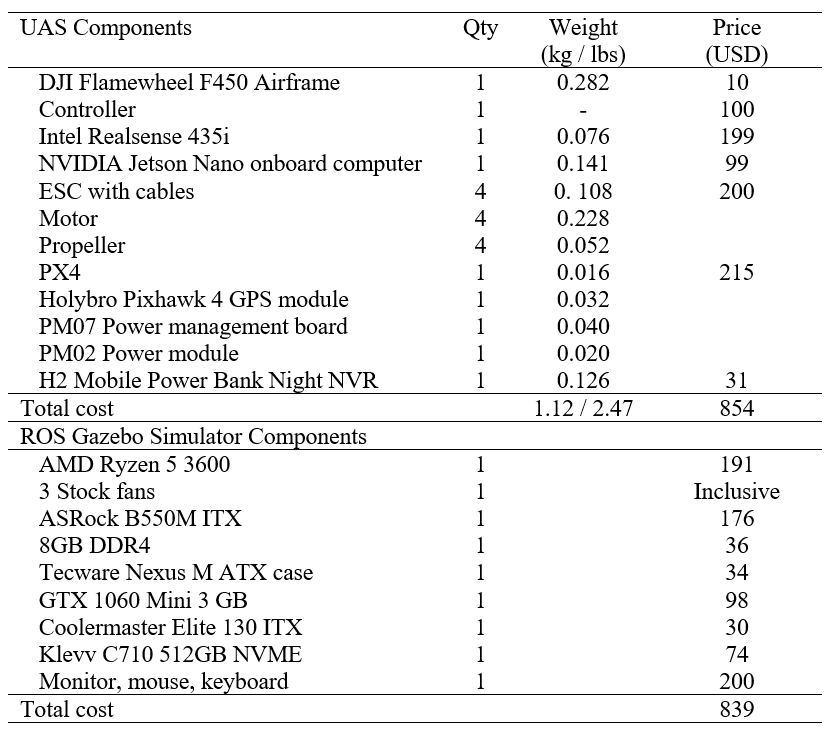 UAS Components Qty Weight (kg / lbs) Price (USD)
DJI Flamewheel F450 Airframe 1 0.282 10
Controller 1 - 100
Intel Realsense 435i 1 0.076 199
NVIDIA Jetson Nano onboard computer 1 0.141 99
ESC with cables 4 0. 108 200
Motor 4 0.228
Propeller 4 0.052
PX4 1 0.016 215
Holybro Pixhawk 4 GPS module 1 0.032
PM07 Power management board 1 0.040
PM02 Power module 1 0.020
H2 Mobile Power Bank Night NVR 1 0.126 31
Total cost 1.12 / 2.47 854
ROS Gazebo Simulator Components
AMD Ryzen 5 3600 1 191
3 Stock fans 1 Inclusive
ASRock B550M ITX 1 176
8GB DDR4 1 36
Tecware Nexus M ATX case 1 34
GTX 1060 Mini 3 GB 1 98
Coolermaster Elite 130 ITX 1 30
Klevv C710 512GB NVME 1 74
Monitor, mouse, keyboard 1 200
Total cost 839